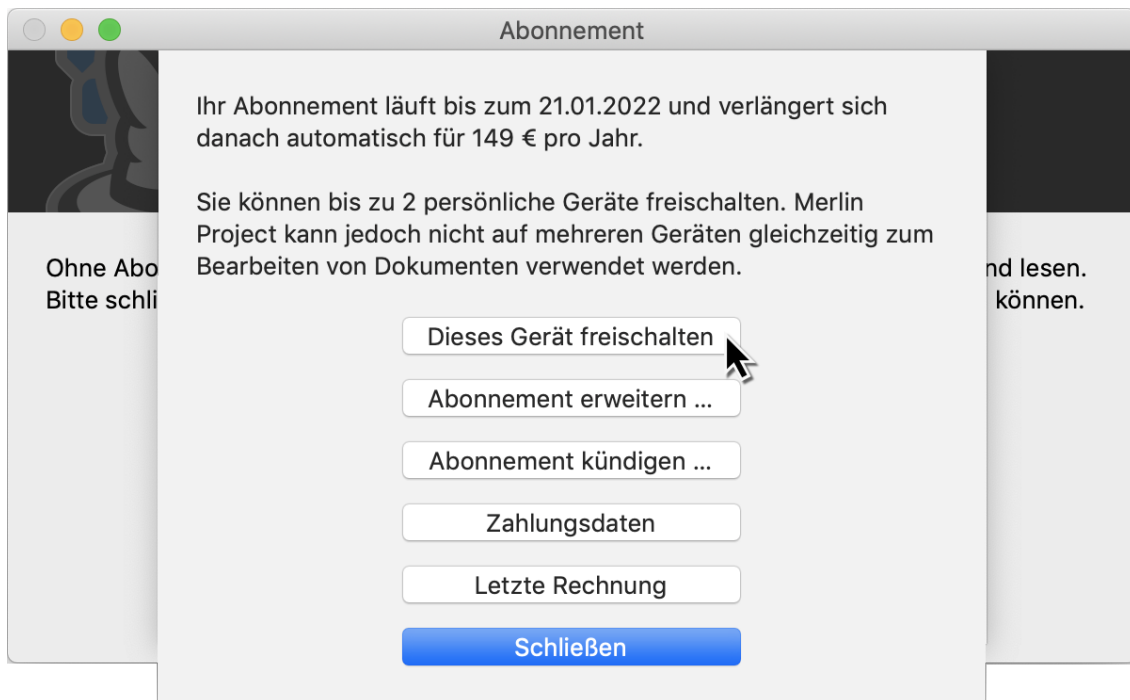 Abonnement
Ihr Abonnement läuft bis zum 21.01.2022 und verlängert sich
danach automatisch für 149 € pro Jahr.
Sie können bis zu 2 persönliche Geräte freischalten. Merlin
Project kann jedoch nicht auf mehreren Geräten gleichzeitig zum
Bearbeiten von Dokumenten verwendet werden.
Ohne Abo
nd lesen.
Bitte schli
können.
Dieses Gerät freischalten
Abonnement erweitern ...
Abonnement kündigen ...
Zahlungsdaten
Letzte Rechnung
Schließen